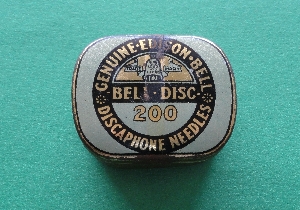 GENUINE·EDISON·BELL
BELL·DISC·
200
DISCAPHONE NEEDLES